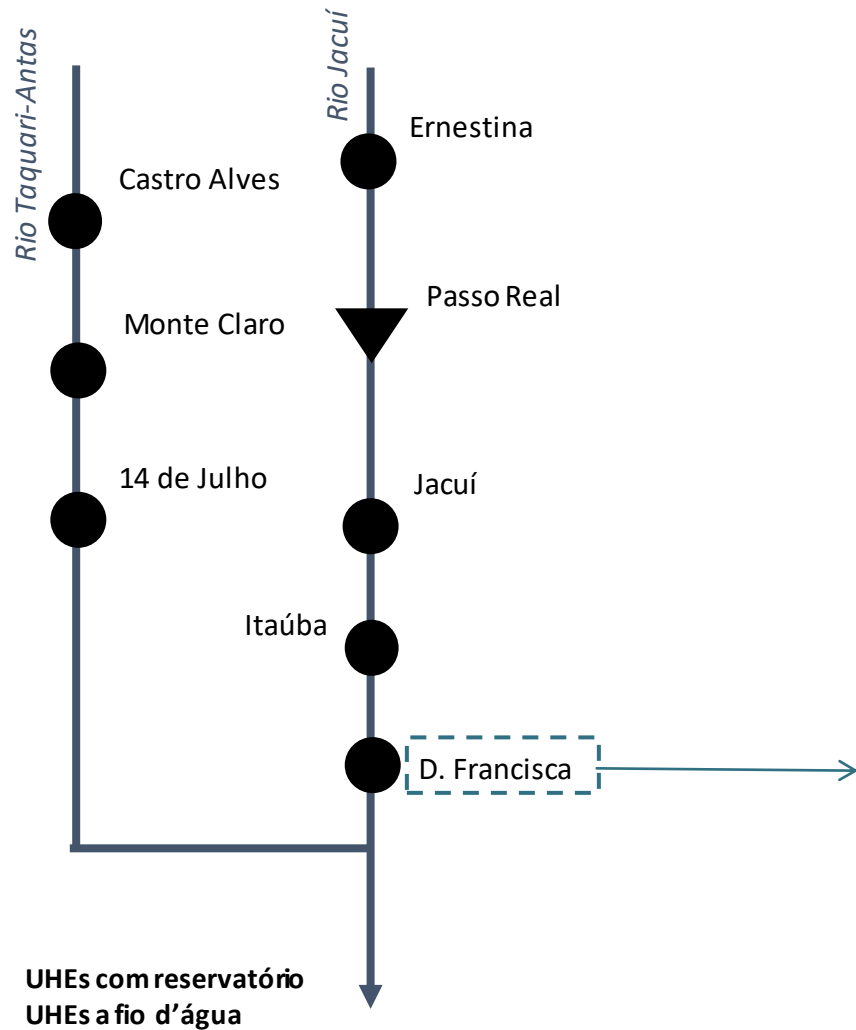 Rio Taquari-Antas
Rio Jacuí
Ernestina
Castro Alves
Passo Real
Monte Claro
14 de Julho
Jacuí
Itaúba
D. Francisca
UHEs com reservatório
UHEs a fio d'água